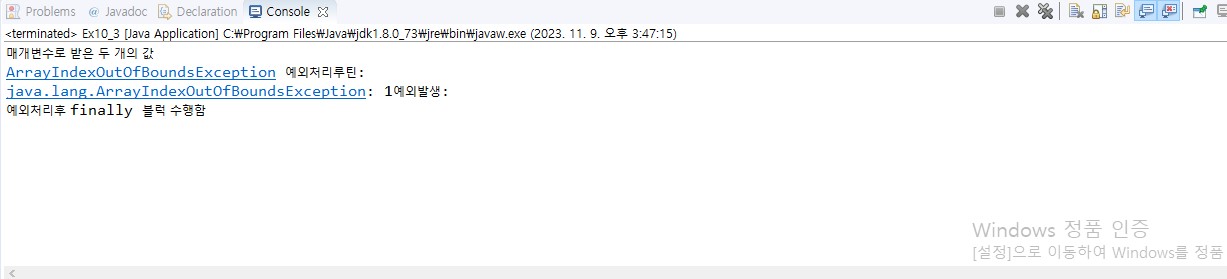 Problems @ Javadoc Declaration Console
<terminated> Ex10_3 [Java Application] C:₩Program Files₩Java₩jdk1.8.0_73₩jre₩bin₩javaw.exe (2023. 11. 9. 오후 3:47:15)
매개변수로 받은 두 개의 값
ArrayIndexOutOfBoundsException 예외처리루틴:
java.lang.ArrayIndexOutOfBoundsException: 1예외발생:
예외처리후 finally 블럭 수행함
Windows 정품 인증
[설정]으로 이동하여 Windows를 정품